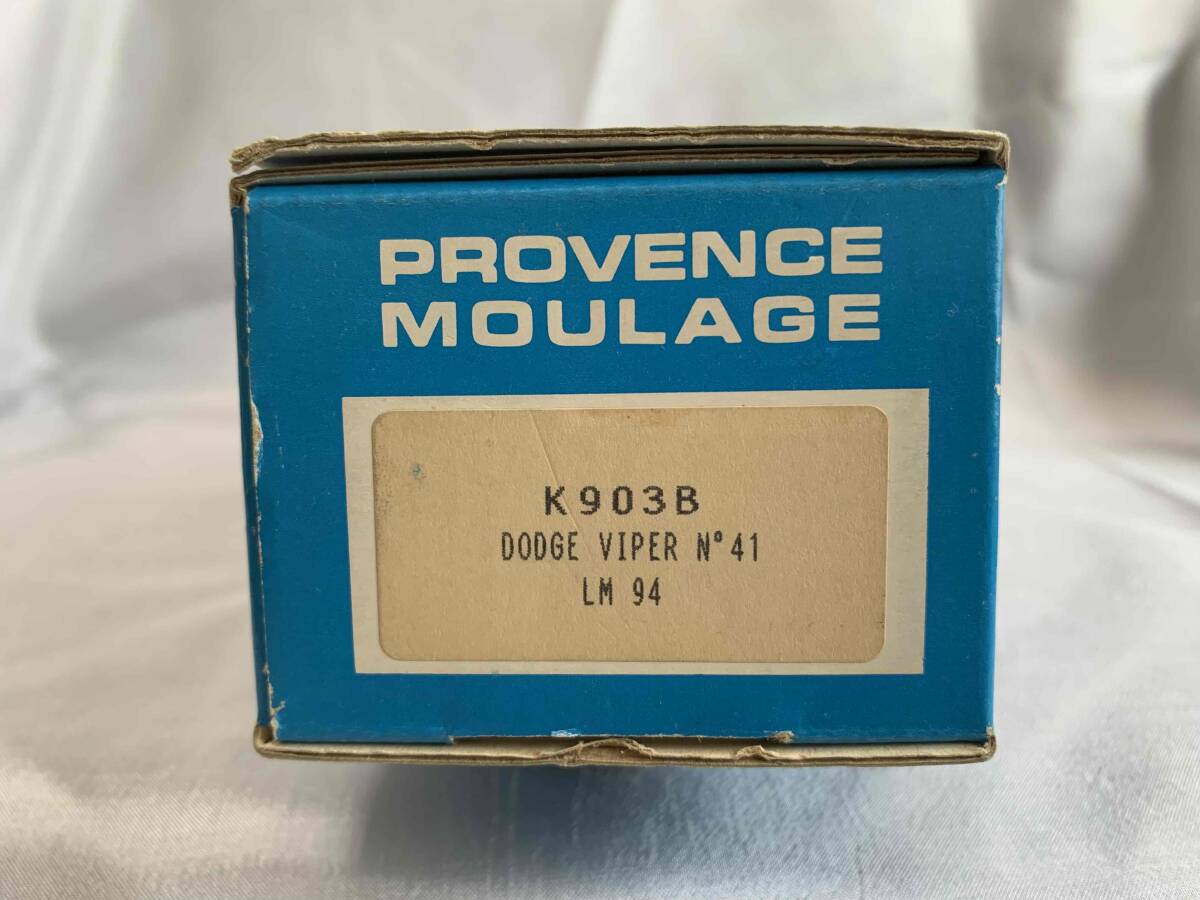 PROVENCE
MOULAGE
K903B
DODGE VIPER N°41
LM 94